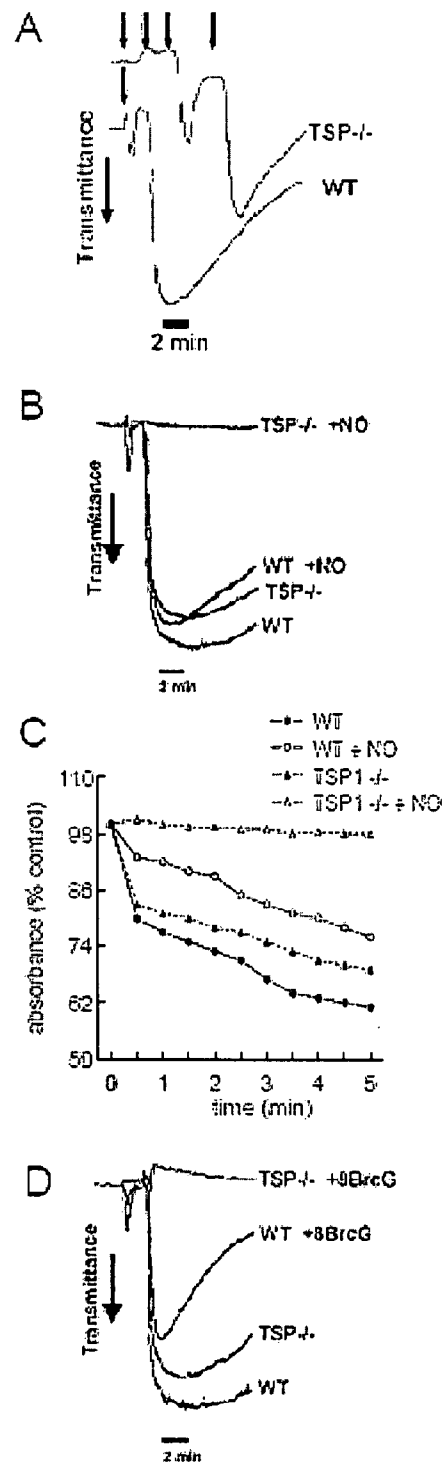 A
TSP-/-
WT
Transmittance
2 min
B
TSP-/- +NO
WT +NO
TSP-/-
WT
Transmittance
2 min
C
WT
WT + NO
TSP1 -/-
TSP1 -/- + NO
110
98
86
74
62
50
absorbance (% control)
0 1 2 3 4 5
time (min)
D
TSP-/- +8BrcG
WT +8BrcG
TSP-/-
WT
Transmittance
2 min